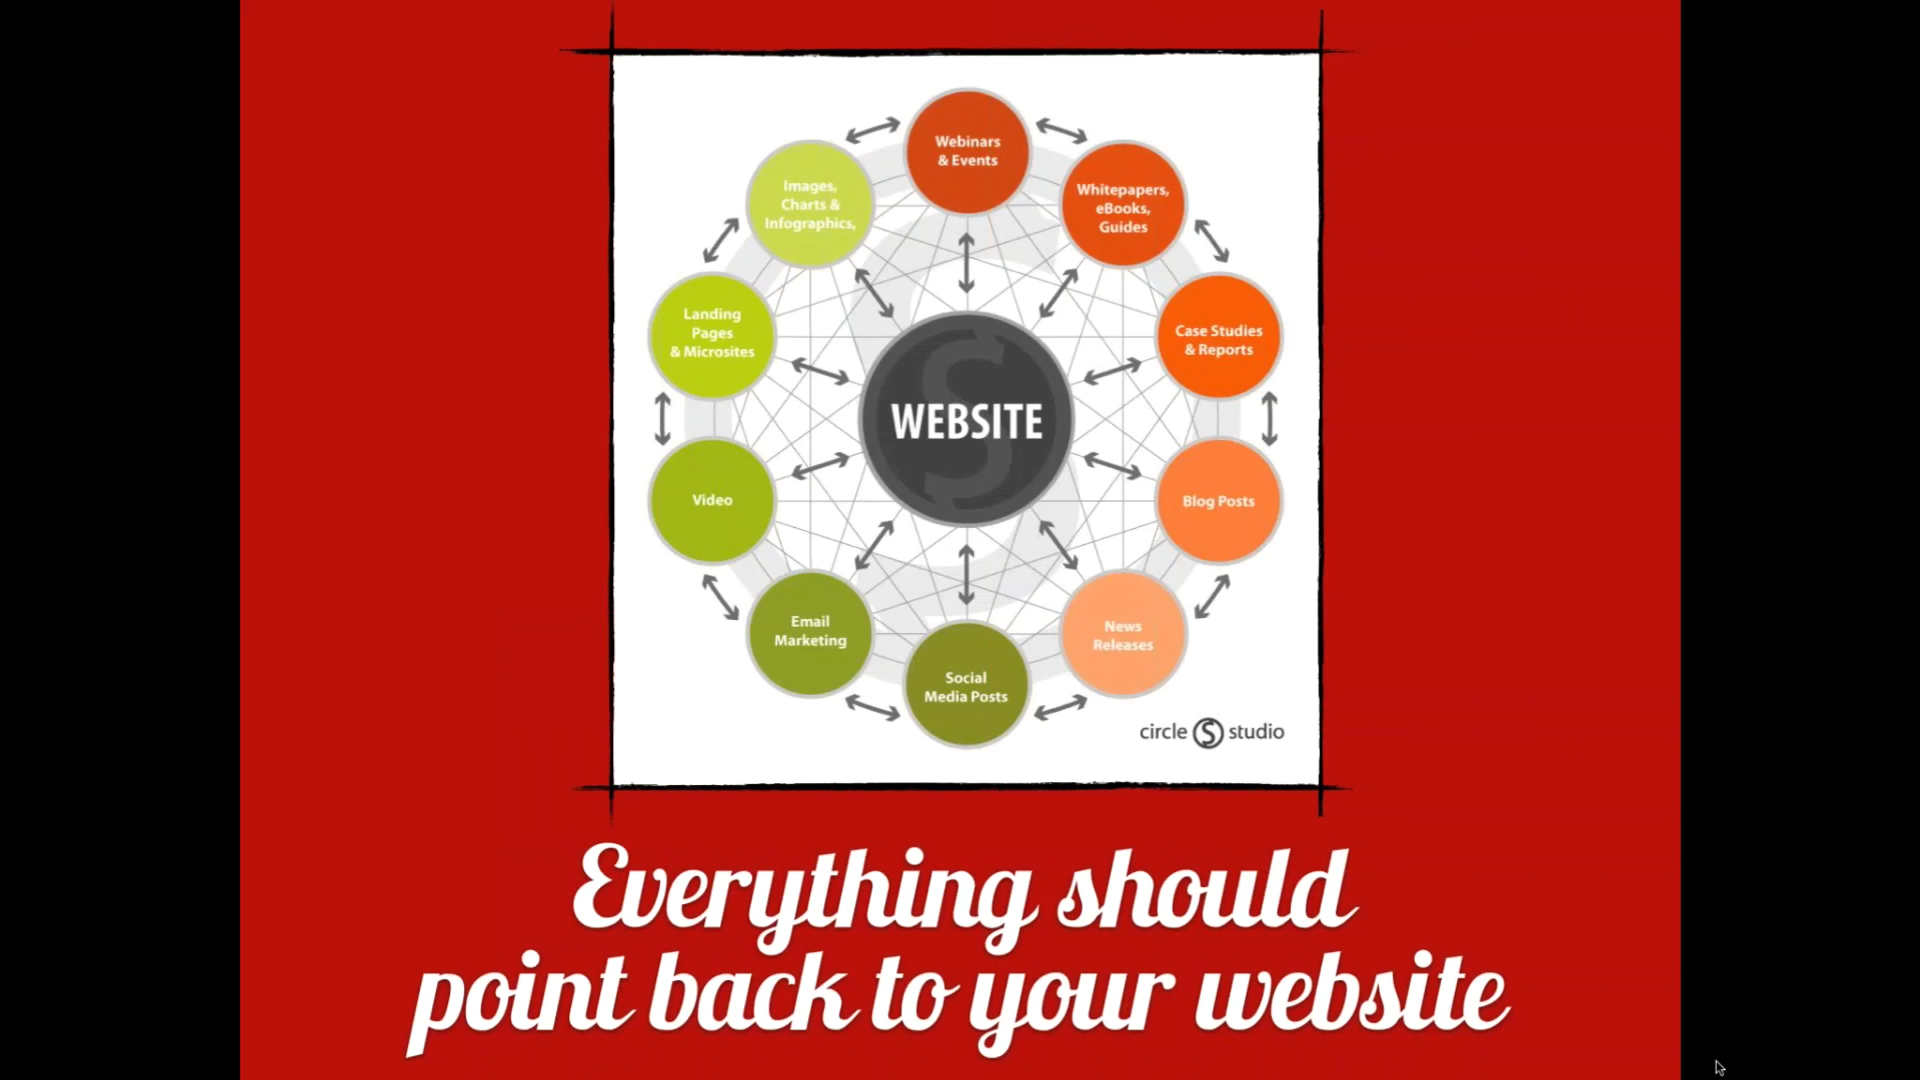 Webinars
& Events
Images,
Charts &
Infographics,
Whitepapers,
eBooks,
Guides
Landing
Pages
& Microsites
Case Studies
& Reports
WEBSITE
Video
Blog Posts
Email
Marketing
News
Releases
Social
Media Posts
circle S studio
Everything should
point back to your website